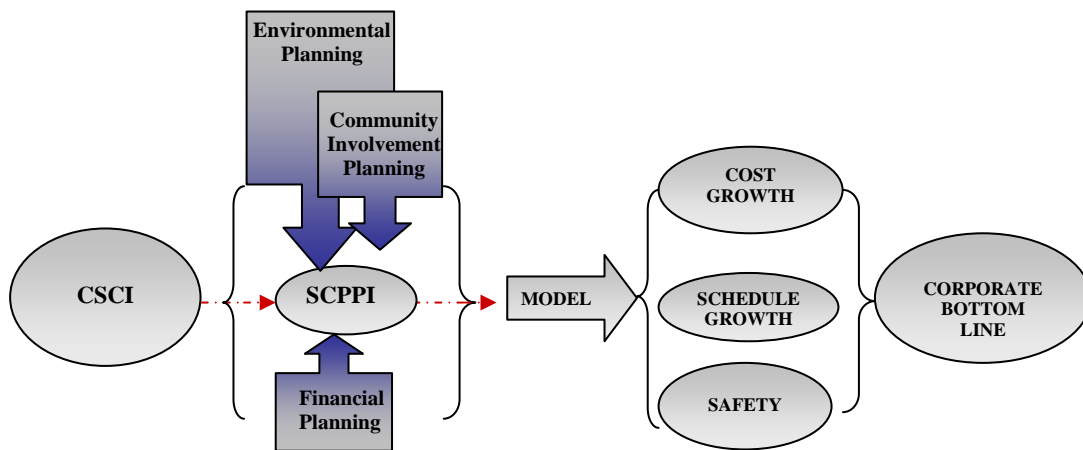 Environmental
Planning
Community
Involvement
Planning
CSCI
SCPPI
Financial
Planning
MODEL
COST
GROWTH
SCHEDULE
GROWTH
SAFETY
CORPORATE
BOTTOM
LINE